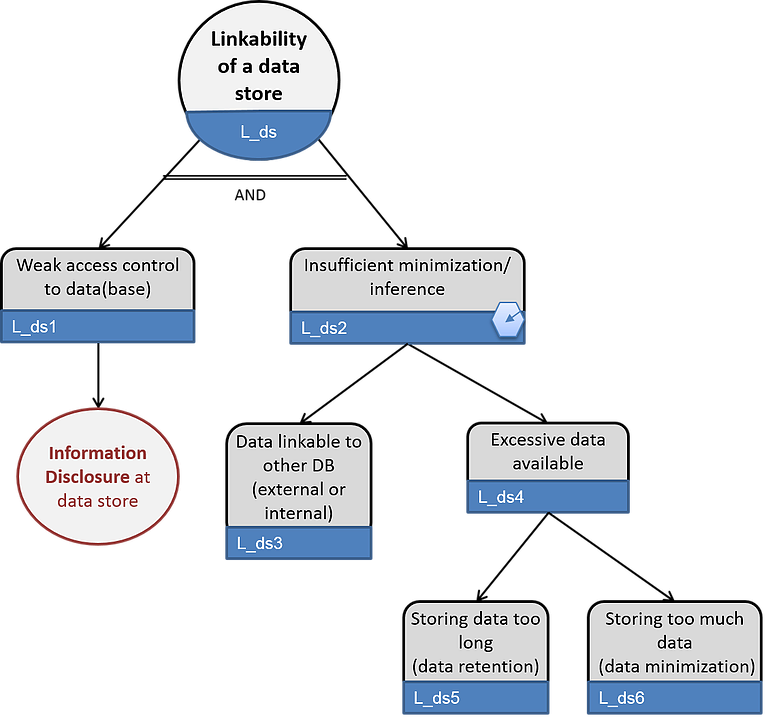 Linkability
of a data
store
L_ds
AND
Weak access control
to data(base)
L_ds1
Insufficient minimization/
inference
L_ds2
Information
Disclosure at
data store
Data linkable to
other DB
(external or
internal)
L_ds3
Excessive data
available
L_ds4
Storing data too
long
(data retention)
L_ds5
Storing too much
data
(data minimization)
L_ds6